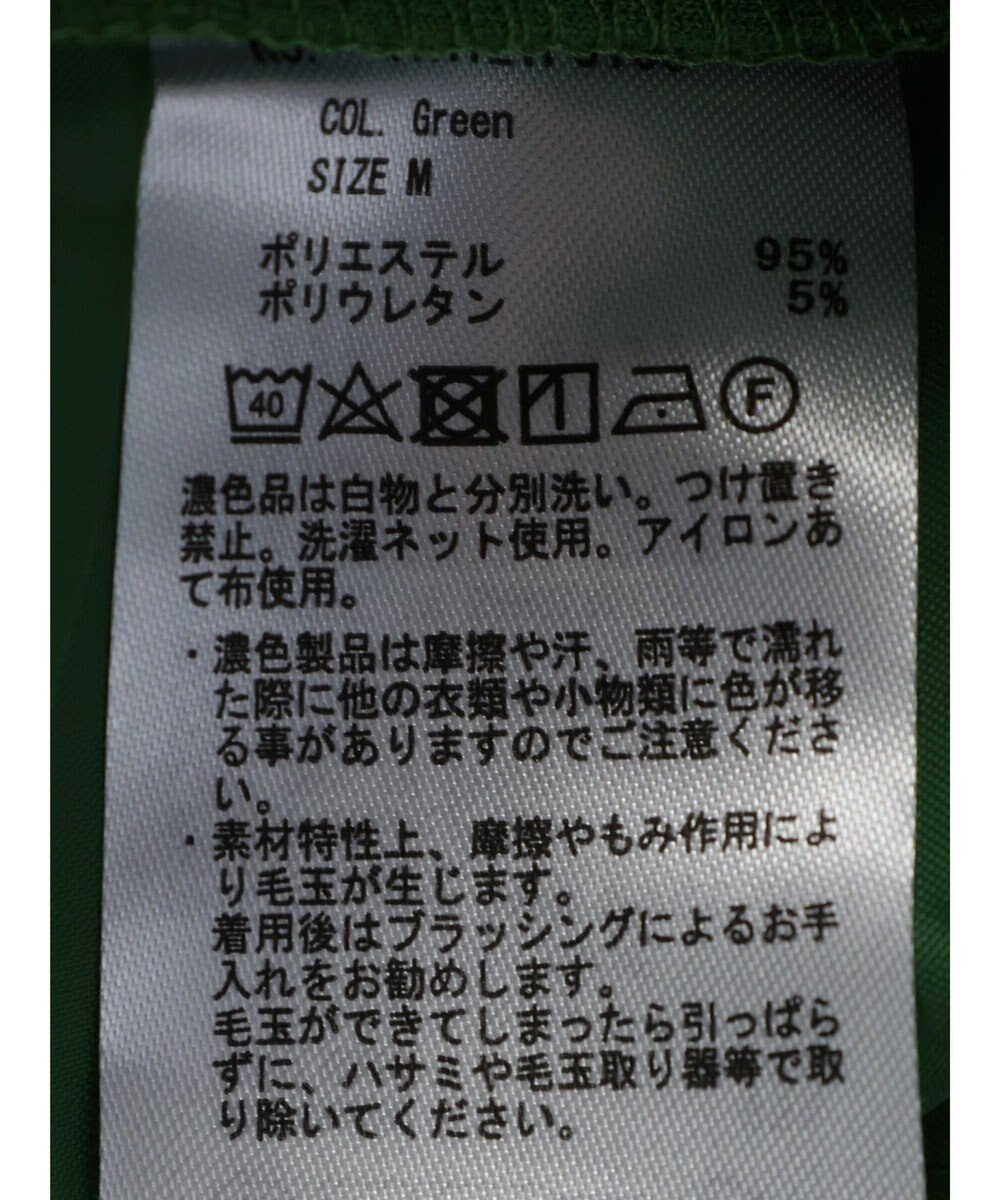 COL. Green
SIZE M
ポリエステル 95%
ポリウレタン 5%
40 F
濃色品は白物と分別洗い。つけ置き
禁止。洗濯ネット使用。アイロンあ
て布使用。
・濃色製品は摩擦や汗、雨等で濡れ
た際に他の衣類や小物類に色が移
る事がありますのでご注意くださ
い。
・素材特性上、摩擦やもみ作用によ
り毛玉が生じます。
着用後はブラッシングによるお手
入れをお勧めします。
毛玉ができてしまったら引っぱら
ずに、ハサミや毛玉取り器等で取
り除いてください。